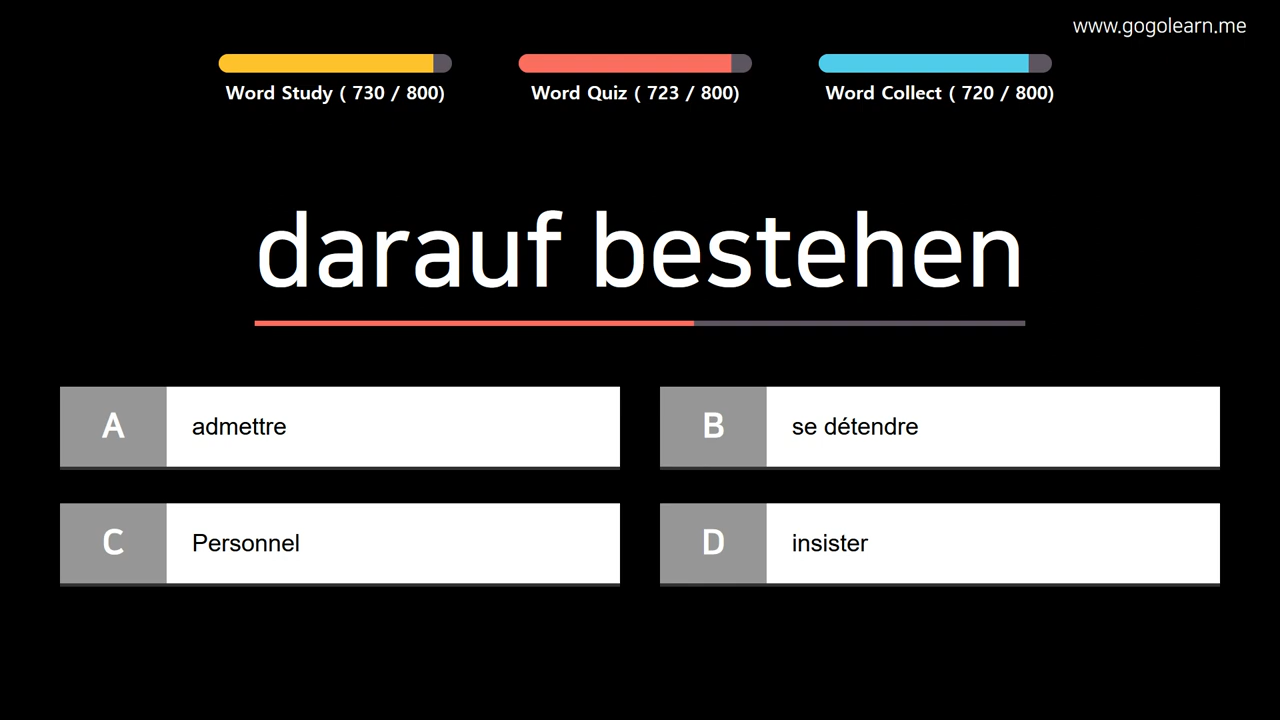 www.gogolearn.me
Word Study ( 730 / 800)
Word Quiz ( 723 / 800)
Word Collect ( 720 / 800)
darauf bestehen
A admettre
B se détendre
C Personnel
D insister